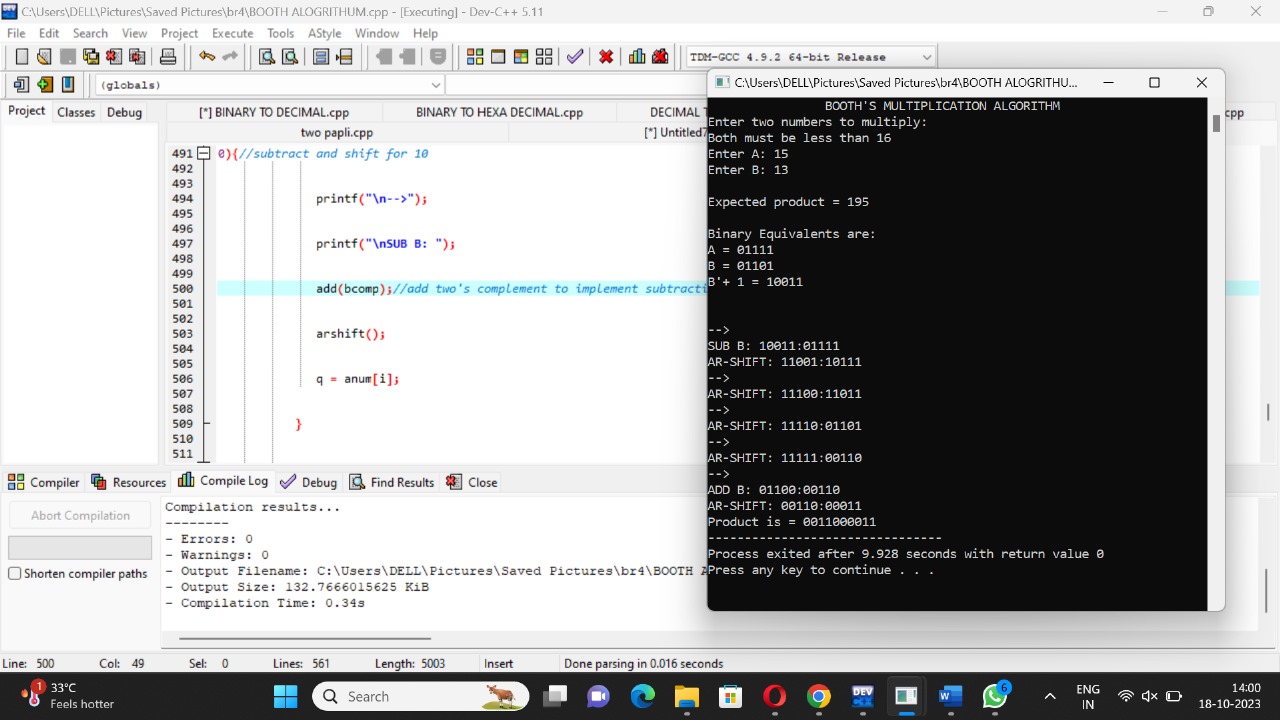 C:\Users\DELL\Pictures\Saved Pictures\br4\BOOTH ALOGRITHUM.cpp - [Executing] - Dev-C++ 5.11
File Edit Search View Project Execute Tools AStyle Window Help
TDM-GCC 4.9.2 64-bit Release
(globals)
Project Classes Debug
[*] BINARY TO DECIMAL.cpp BINARY TO HEXA DECIMAL.cpp DECIMAL T cpp
two papli.cpp [*] Untitled7
491 0){//subtract and shift for 10
492
493
494 printf("\n-->");
495
496
497 printf("\nSUB B: ");
498
499
500 add(bcomp);//add two's complement to implement subtracti
501
502
503 arshift();
504
505
506 q = anum[i];
507
508
509 }
510
511
Compiler Resources Compile Log Debug Find Results Close
Abort Compilation
Shorten compiler paths
Compilation results...
--------
- Errors: 0
- Warnings: 0
- Output Filename: C:\Users\DELL\Pictures\Saved Pictures\br4\BOOTH A
- Output Size: 132.7666015625 KiB
- Compilation Time: 0.34s
C:\Users\DELL\Pictures\Saved Pictures\br4\BOOTH ALOGRITHU...
BOOTH'S MULTIPLICATION ALGORITHM
Enter two numbers to multiply:
Both must be less than 16
Enter A: 15
Enter B: 13
Expected product = 195
Binary Equivalents are:
A = 01111
B = 01101
B'+ 1 = 10011
-->
SUB B: 10011:01111
AR-SHIFT: 11001:10111
-->
AR-SHIFT: 11100:11011
-->
AR-SHIFT: 11110:01101
-->
AR-SHIFT: 11111:00110
-->
ADD B: 01100:00110
AR-SHIFT: 00110:00011
Product is = 0011000011
--------------------------------
Process exited after 9.928 seconds with return value 0
Press any key to continue . . .
Line: 500 Col: 49 Sel: 0 Lines: 561 Length: 5003 Insert Done parsing in 0.016 seconds
1 33°C
Feels hotter
Search
DEV
W
6
ENG
IN
14:00
18-10-2023